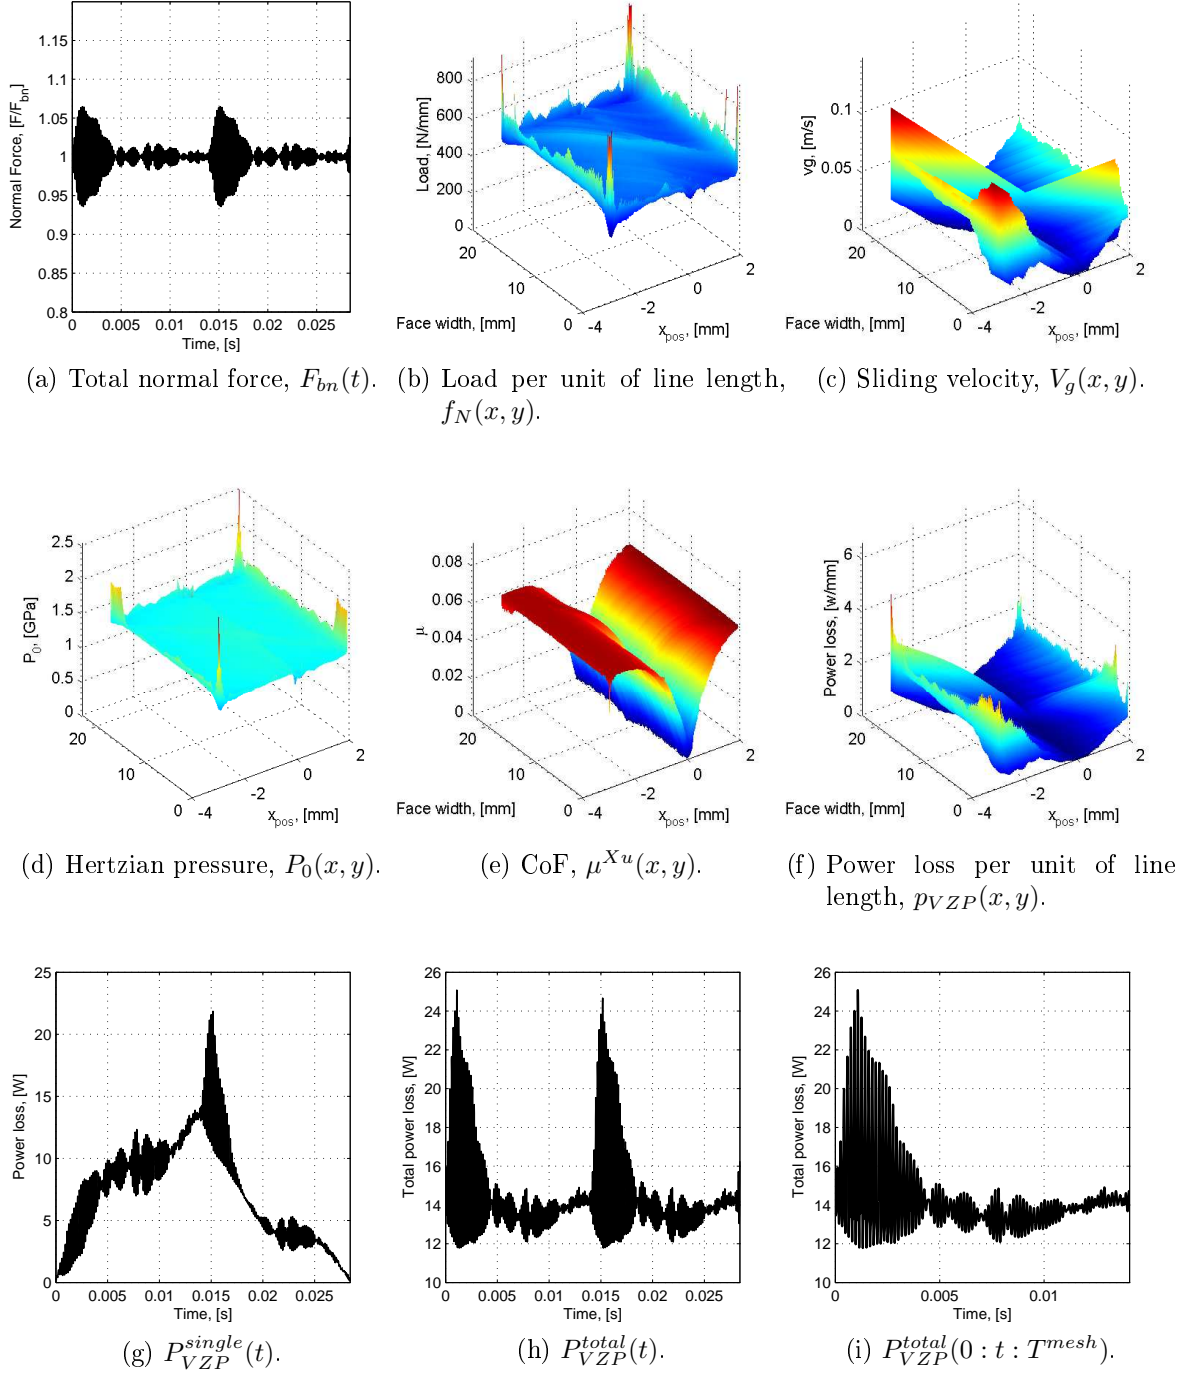 1.15
1.1
1.05
1
0.95
0.9
0.85
0.8
Normal Force, [F/F_bn]
0 0.005 0.01 0.015 0.02 0.025
Time, [s]
(a) Total normal force, F_bn(t).
800
600
400
200
0
Load, [N/mm]
20 10 0
Face width, [mm]
-4 -2 0 2
x_pos, [mm]
(b) Load per unit of line length,
f_N(x, y).
0.1
0.05
0
vg, [m/s]
20 10 0
Face width, [mm]
-4 -2 0 2
x_pos, [mm]
(c) Sliding velocity, V_g(x, y).
2.5
2
1.5
1
0.5
0
P_0, [GPa]
20 10 0
-4 -2 0 2
x_pos, [mm]
(d) Hertzian pressure, P_0(x, y).
0.08
0.06
0.04
0.02
0
μ
20 10 0
Face width, [mm]
-4 -2 0 2
x_pos, [mm]
(e) CoF, μ^Xu(x, y).
6
4
2
0
Power loss, [w/mm]
20 10 0
Face width, [mm]
-4 -2 0 2
x_pos, [mm]
(f) Power loss per unit of line
length, p_VZP(x, y).
25
20
15
10
5
0
Power loss, [W]
0 0.005 0.01 0.015 0.02 0.025
Time, [s]
(g) P_VZP^single(t).
26
24
22
20
18
16
14
12
10
Total power loss, [W]
0 0.005 0.01 0.015 0.02 0.025
Time, [s]
(h) P_VZP^total(t).
26
24
22
20
18
16
14
12
10
Total power loss, [W]
0 0.005 0.01
Time, [s]
(i) P_VZP^total(0 : t : T^mesh).